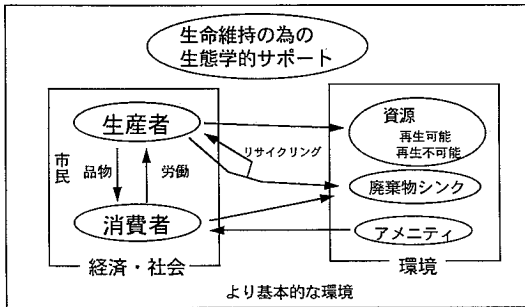 生命維持の為の
生態学的サポート
生産者
市民
品物
労働
消費者
経済・社会
リサイクリング
資源
再生可能
再生不可能
廃棄物シンク
アメニティ
環境
より基本的な環境